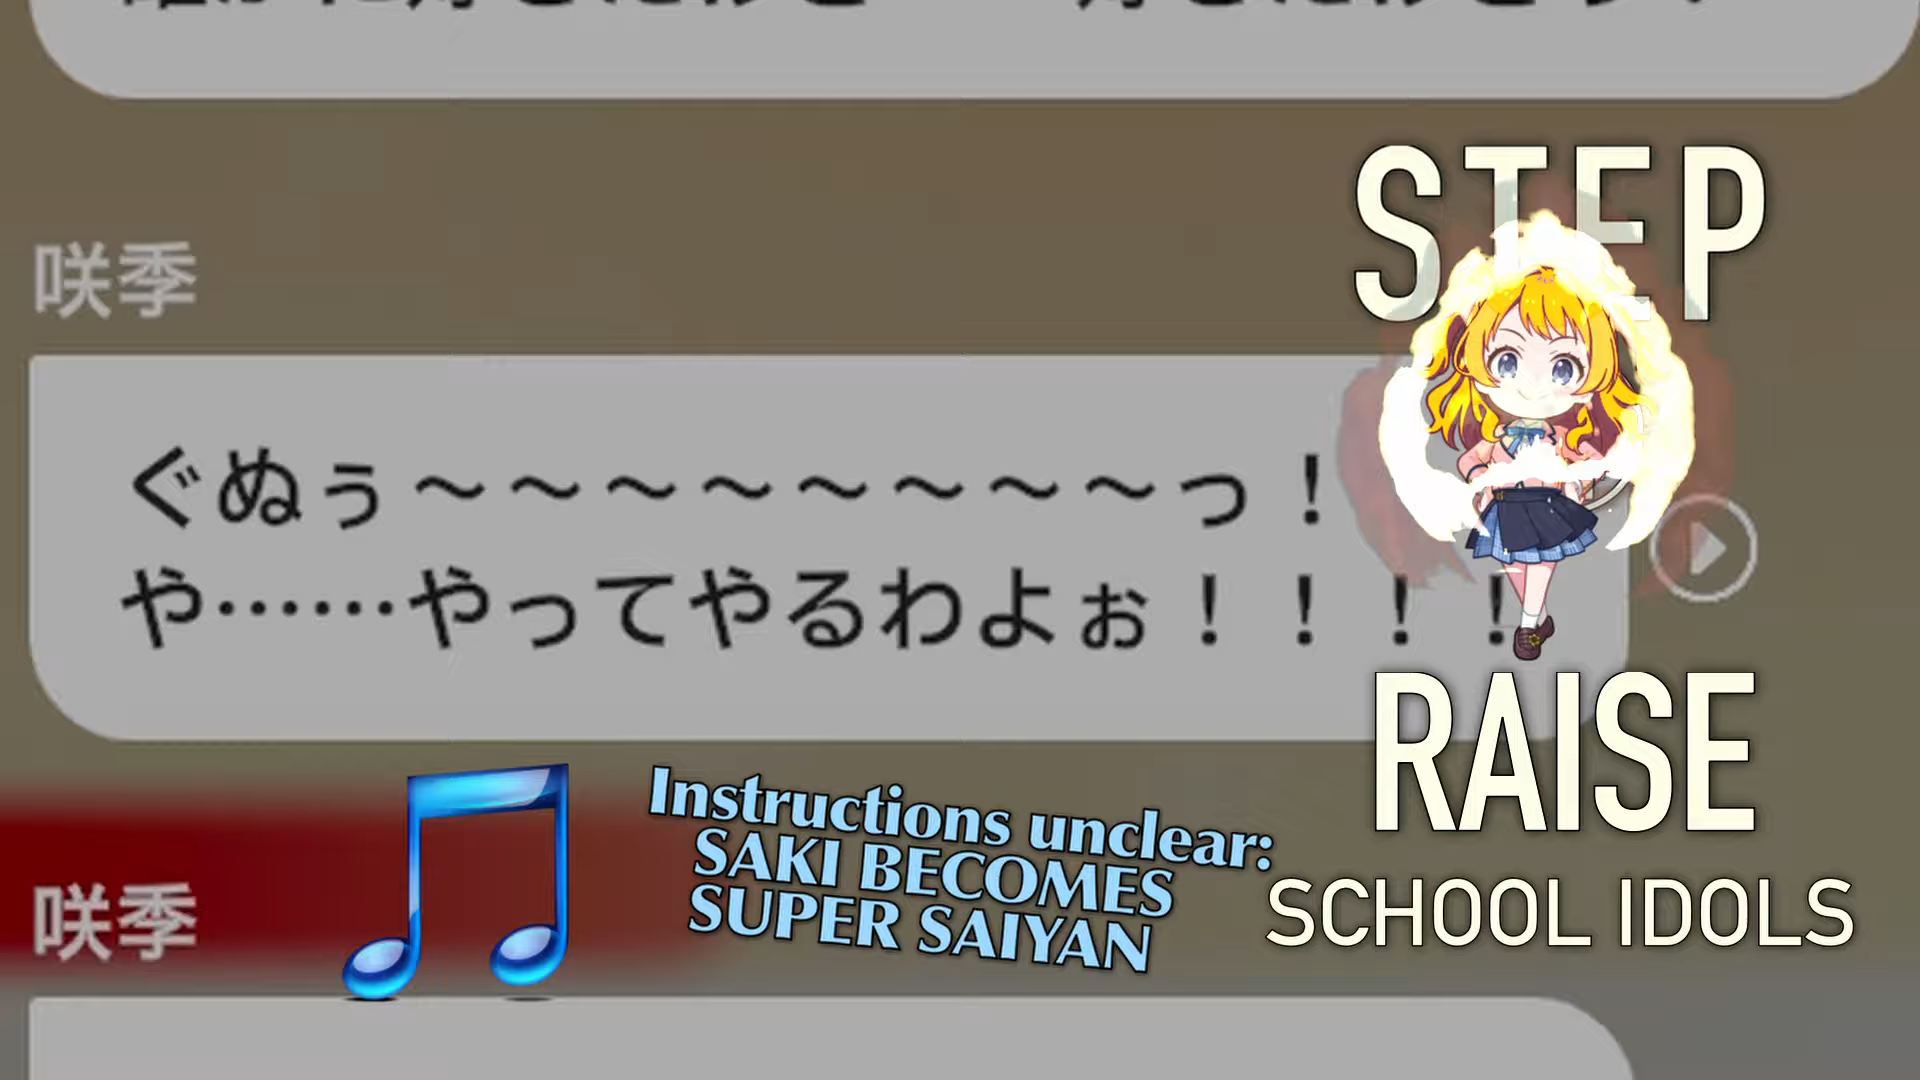 咲季
ぐぬぅ～～～～～～～～っ！
や……やってやるわよぉ！！！！
咲季
STEP
RAISE
SCHOOL IDOLS
Instructions unclear:
SAKI BECOMES
SUPER SAIYAN